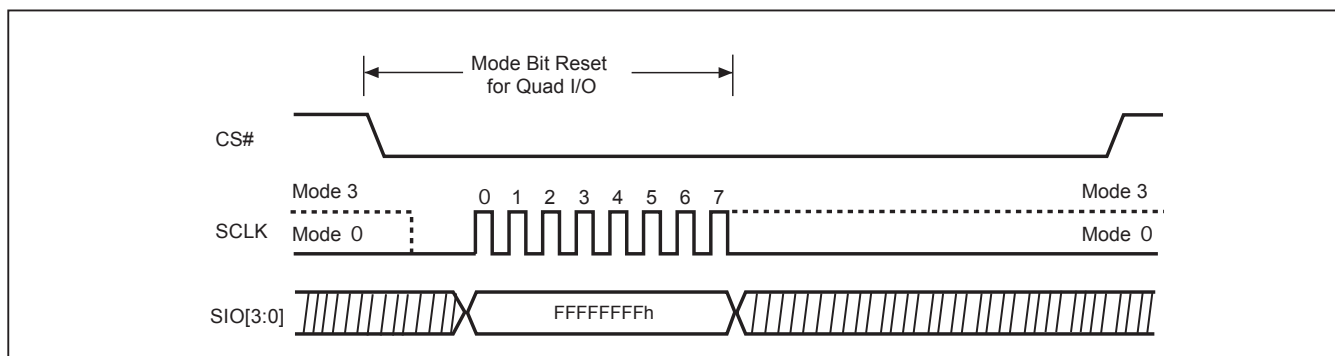 Mode Bit Reset
for Quad I/O
CS#
Mode 3
0 1 2 3 4 5 6 7
Mode 3
SCLK
Mode 0
Mode 0
SIO[3:0]
FFFFFFFFh